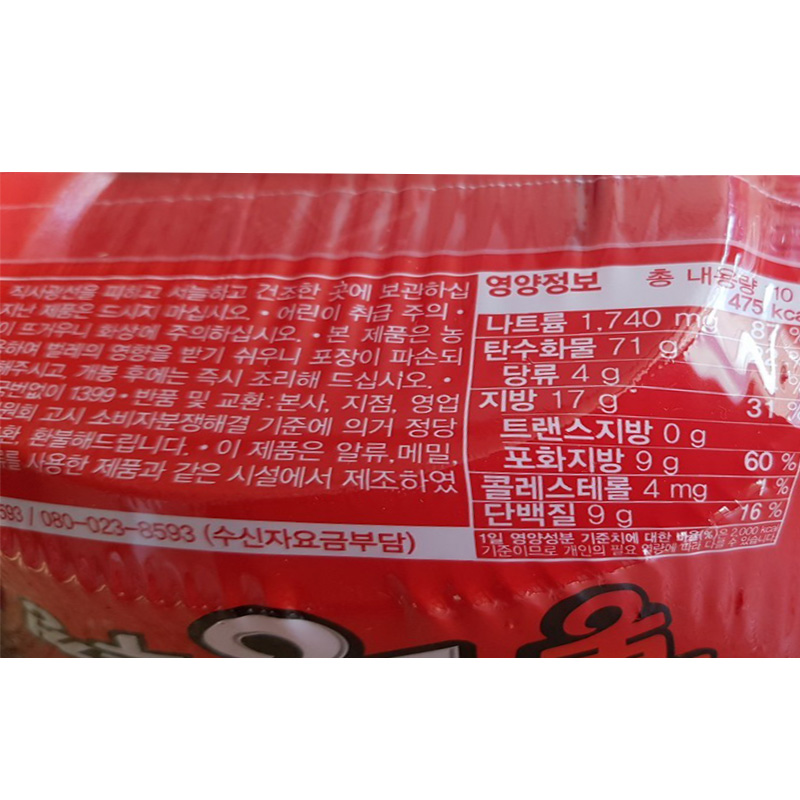 직사광선을 피하고 서늘하고 건조한 곳에 보관하십
지난 제품은 드시지 마십시오. • 어린이 취급 주의 •
이 뜨거우니 화상에 주의하십시오. • 본 제품은 농
영향을 받기 쉬우니 포장이 파손되
해주시고, 개봉 후에는 즉시 조리해 드십시오. •
국번없이 1399 • 반품 및 교환 : 본사, 지점, 영업
원회 고시 소비자분쟁해결 기준에 의거 정당
환 환불해드립니다. • 이 제품은 알류, 메밀,
를 사용한 제품과 같은 시설에서 제조하였
593 / 080-023-8593 (수신자요금부담)
영양정보 총 내용량 110
475 kca
나트륨 1,740 mg
탄수화물 71 g
당류 4 g
지방 17 g 31 %
트랜스지방 0 g
포화지방 9 g 60 %
콜레스테롤 4 mg 1 %
단백질 9 g 16 %
1일 영양성분 기준치에 대한 비율(%)은 2,000 kcal
기준이므로 개인의 필요 열량에 따라 다를 수 있습니다.